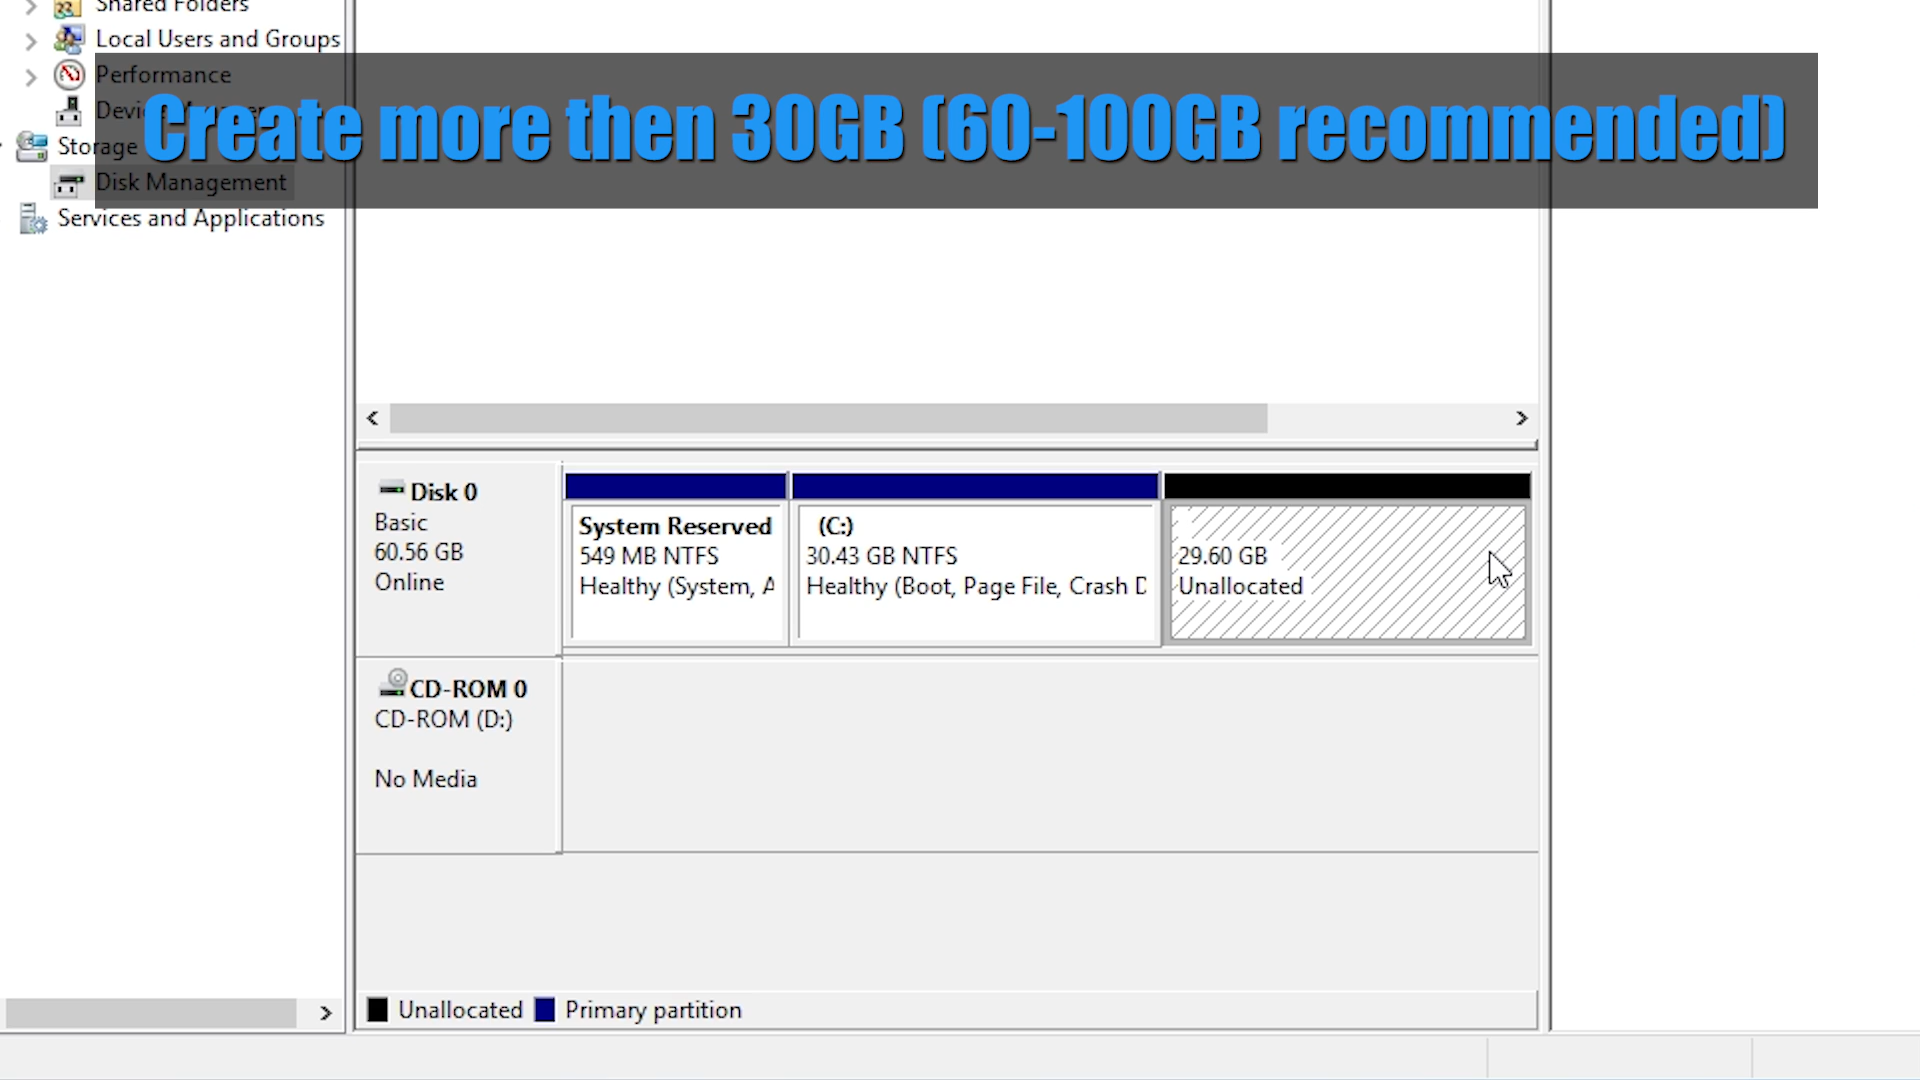 Shared Folders
Local Users and Groups
Performance
Device Manager
Create more then 30GB (60-100GB recommended)
Storage
Disk Management
Services and Applications
Disk 0
Basic
60.56 GB
Online
System Reserved
549 MB NTFS
Healthy (System, A
(C:)
30.43 GB NTFS
Healthy (Boot, Page File, Crash D
29.60 GB
Unallocated
CD-ROM 0
CD-ROM (D:)
No Media
Unallocated
Primary partition